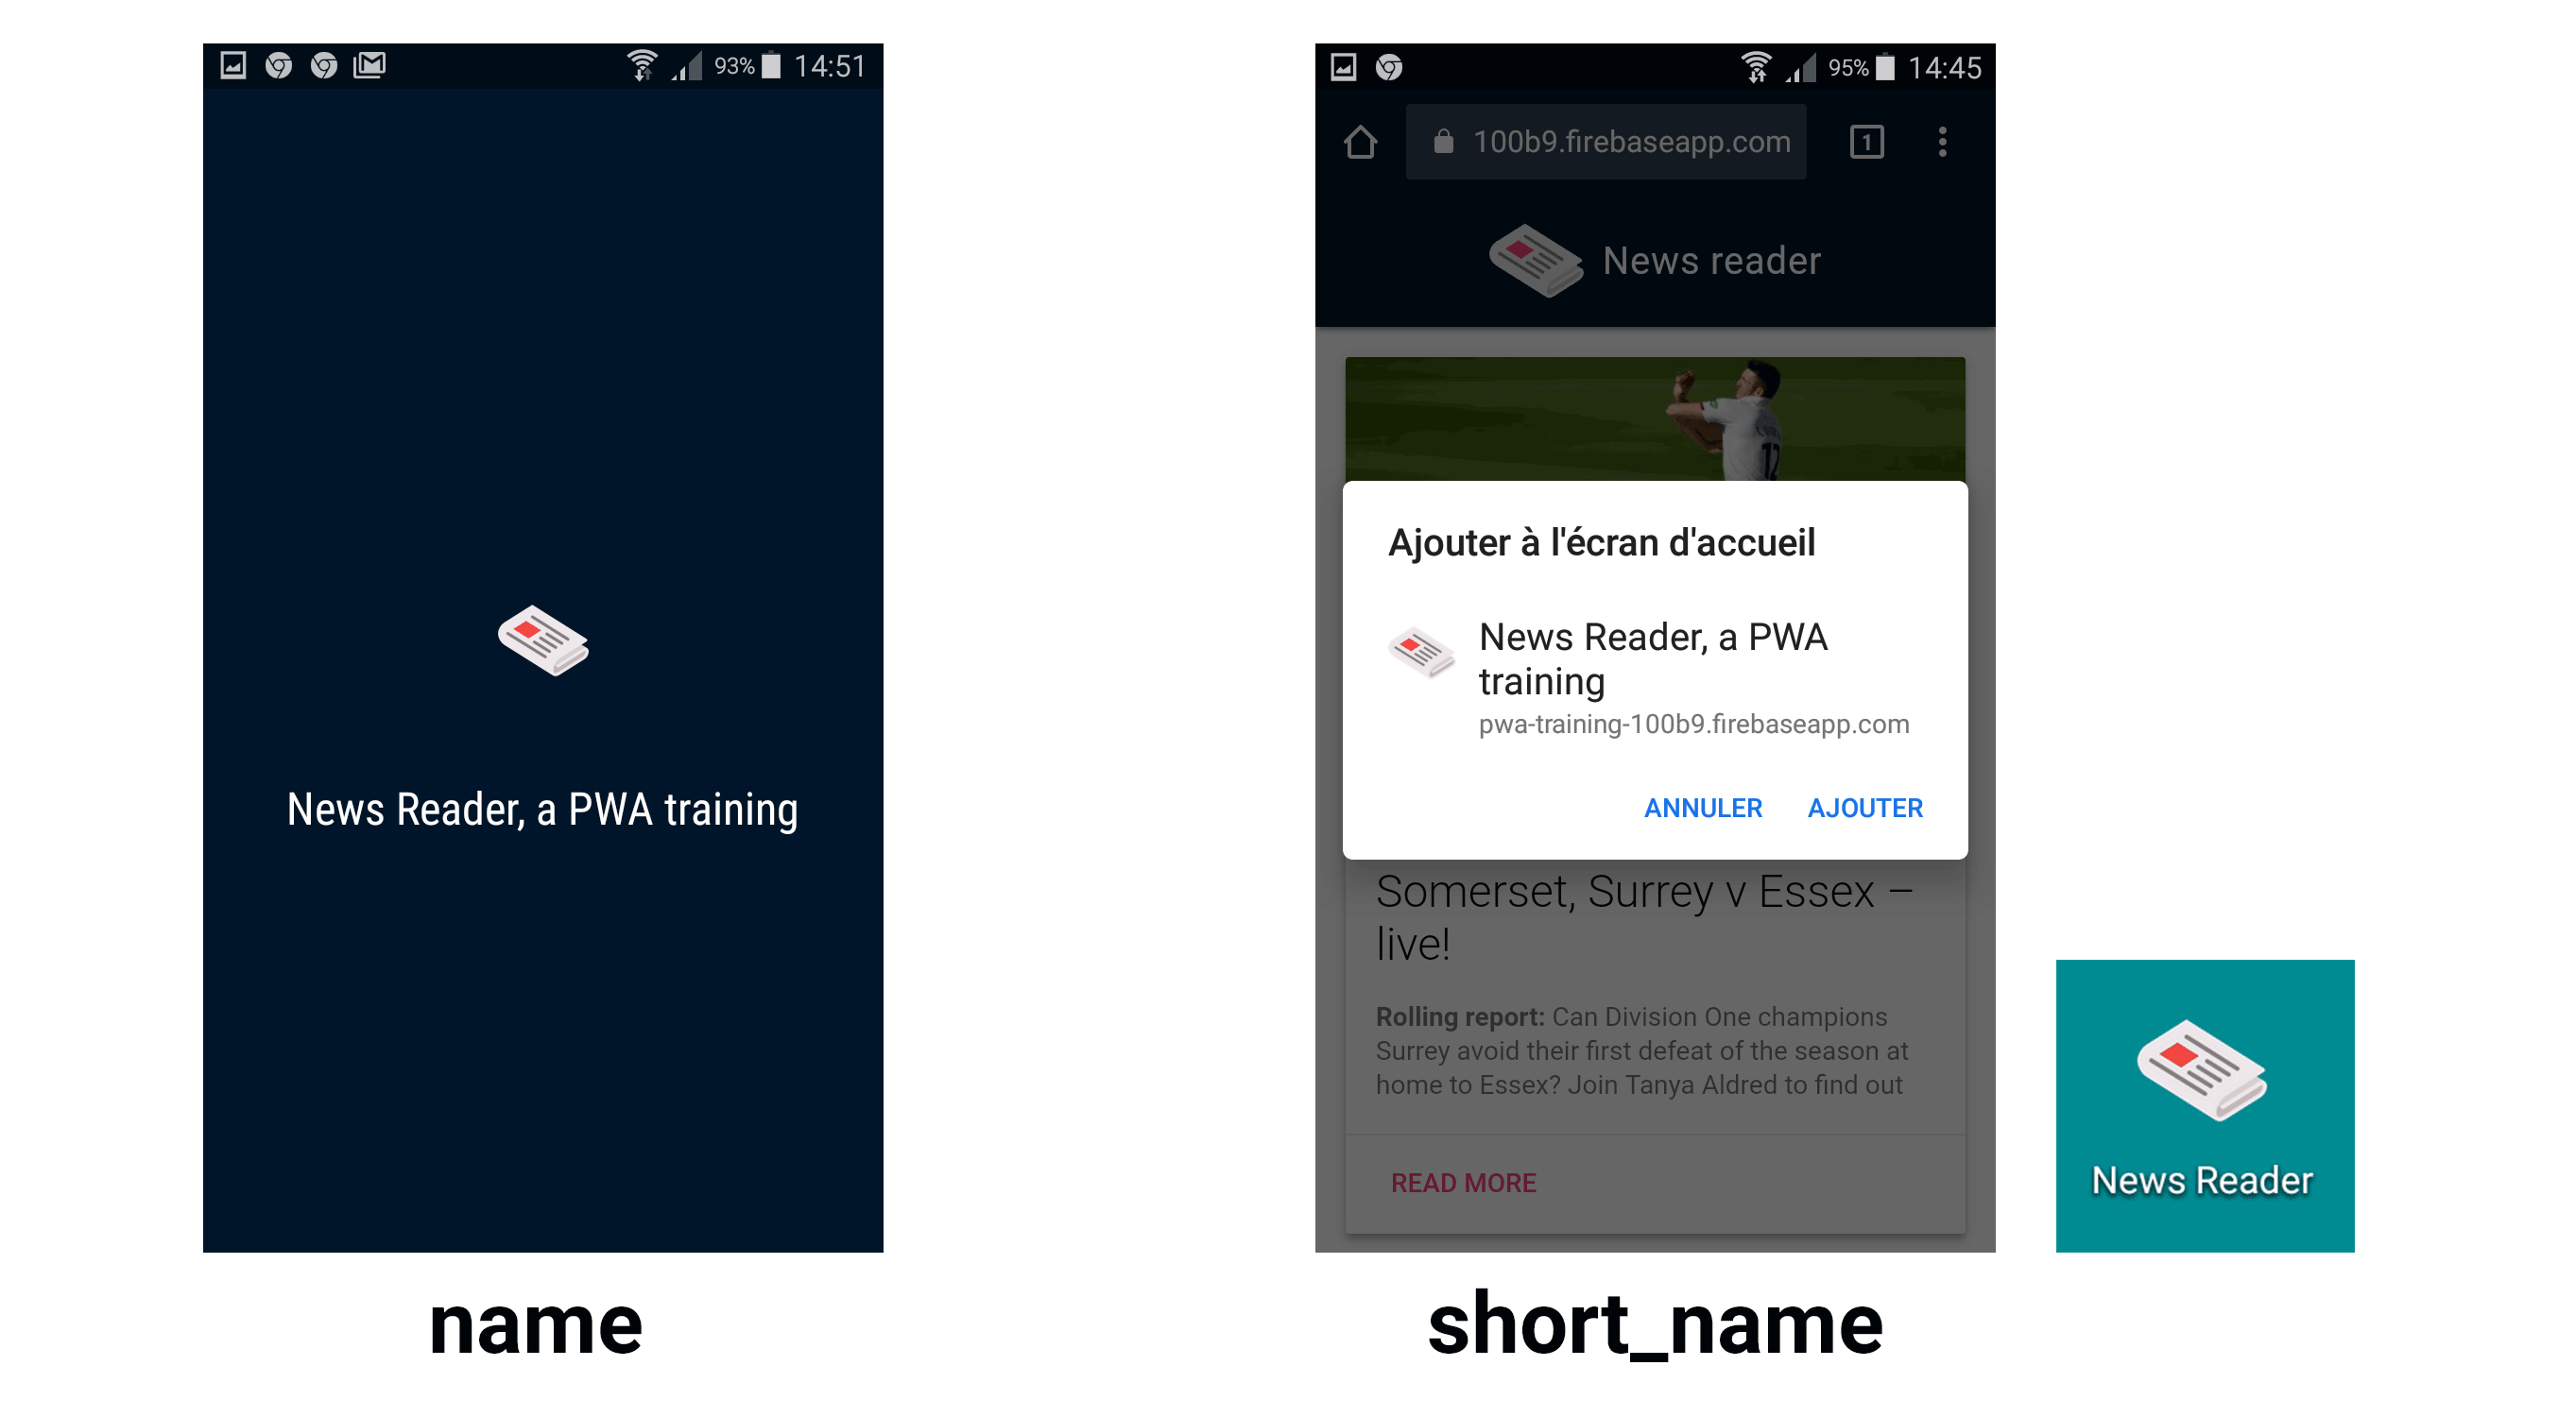 93% 14:51
News Reader, a PWA training
name
95% 14:45
100b9.firebaseapp.com 1
News reader
12
Ajouter à l'écran d'accueil
News Reader, a PWA
training
pwa-training-100b9.firebaseapp.com
ANNULER AJOUTER
Somerset, Surrey v Essex –
live!
Rolling report: Can Division One champions
Surrey avoid their first defeat of the season at
home to Essex? Join Tanya Aldred to find out
READ MORE
News Reader
short_name